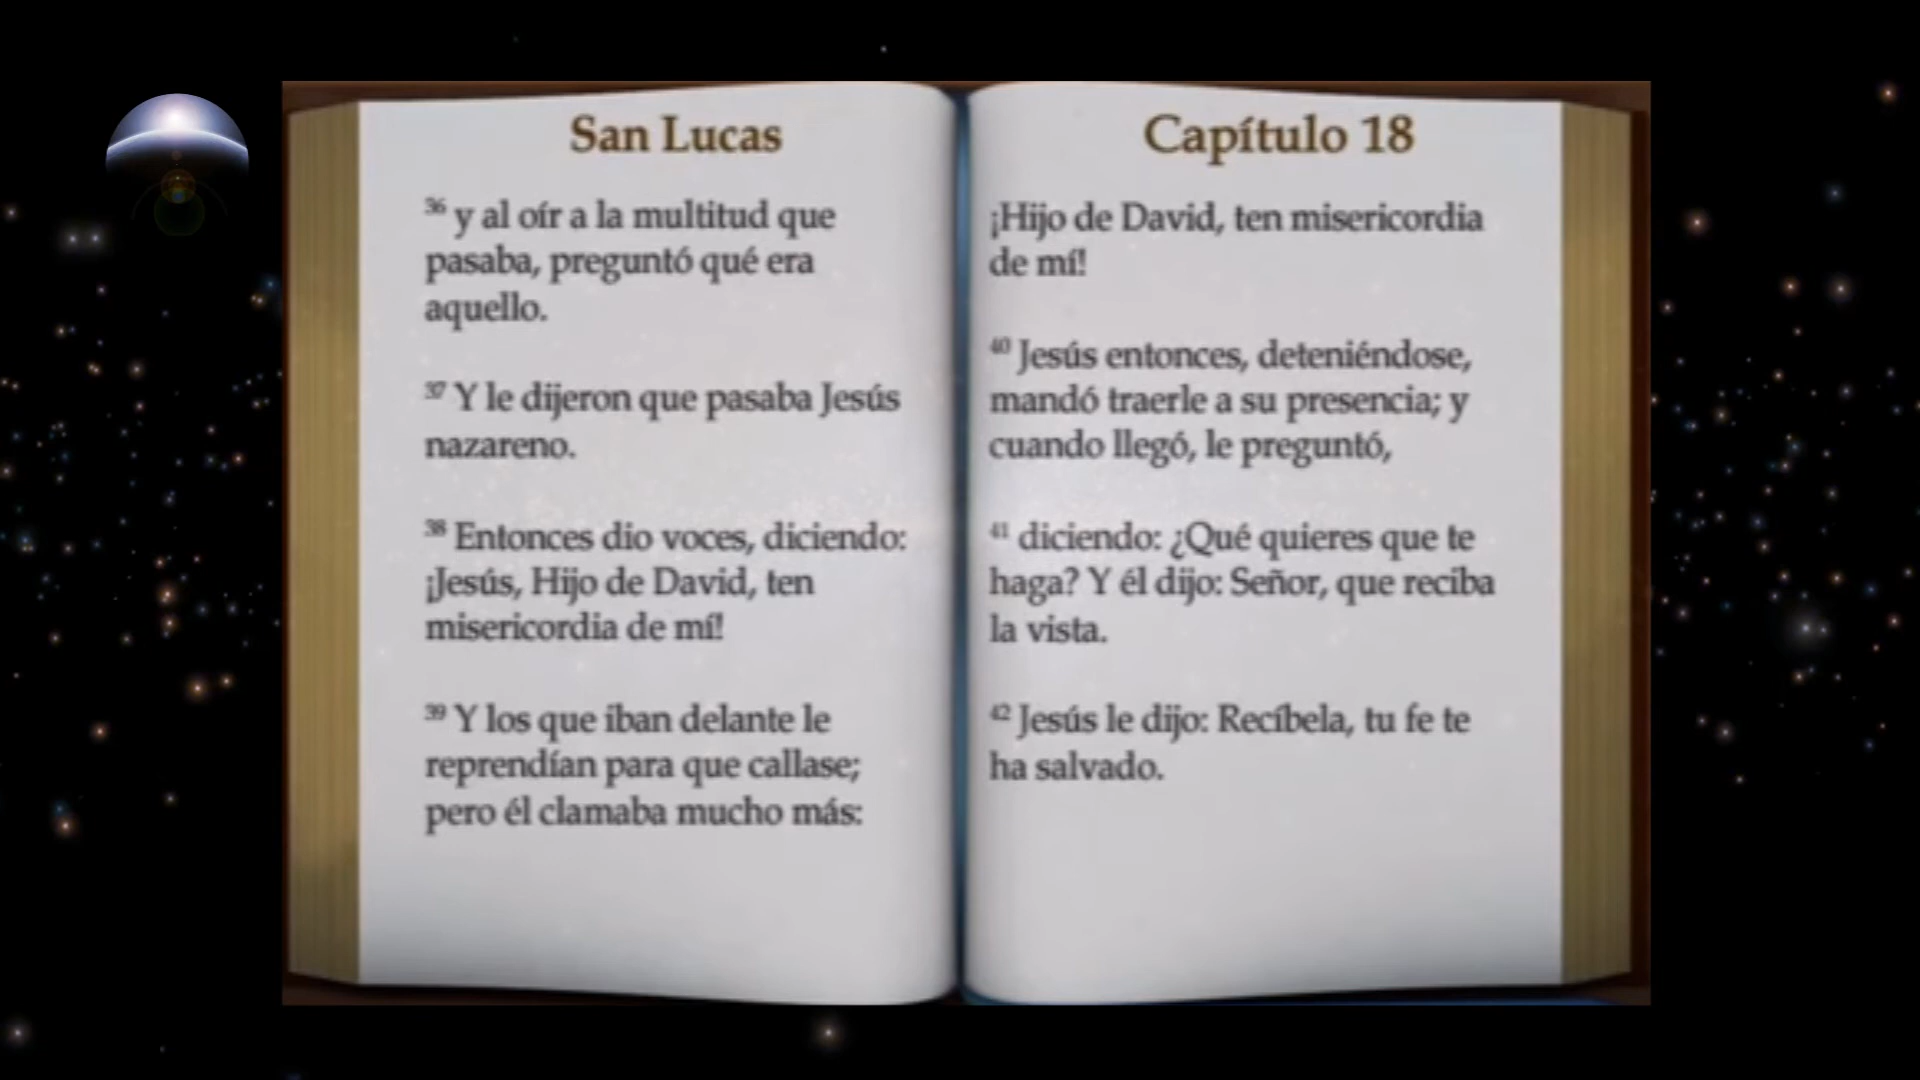 San Lucas
36 y al oír a la multitud que
pasaba, preguntó qué era
aquello.
37 Y le dijeron que pasaba Jesús
nazareno.
38 Entonces dio voces, diciendo:
¡Jesús, Hijo de David, ten
misericordia de mí!
39 Y los que iban delante le
reprendían para que callase;
pero él clamaba mucho más:
Capítulo 18
¡Hijo de David, ten misericordia
de mí!
40 Jesús entonces, deteniéndose,
mandó traerle a su presencia; y
cuando llegó, le preguntó,
41 diciendo: ¿Qué quieres que te
haga? Y él dijo: Señor, que reciba
la vista.
42 Jesús le dijo: Recíbela, tu fe te
ha salvado.